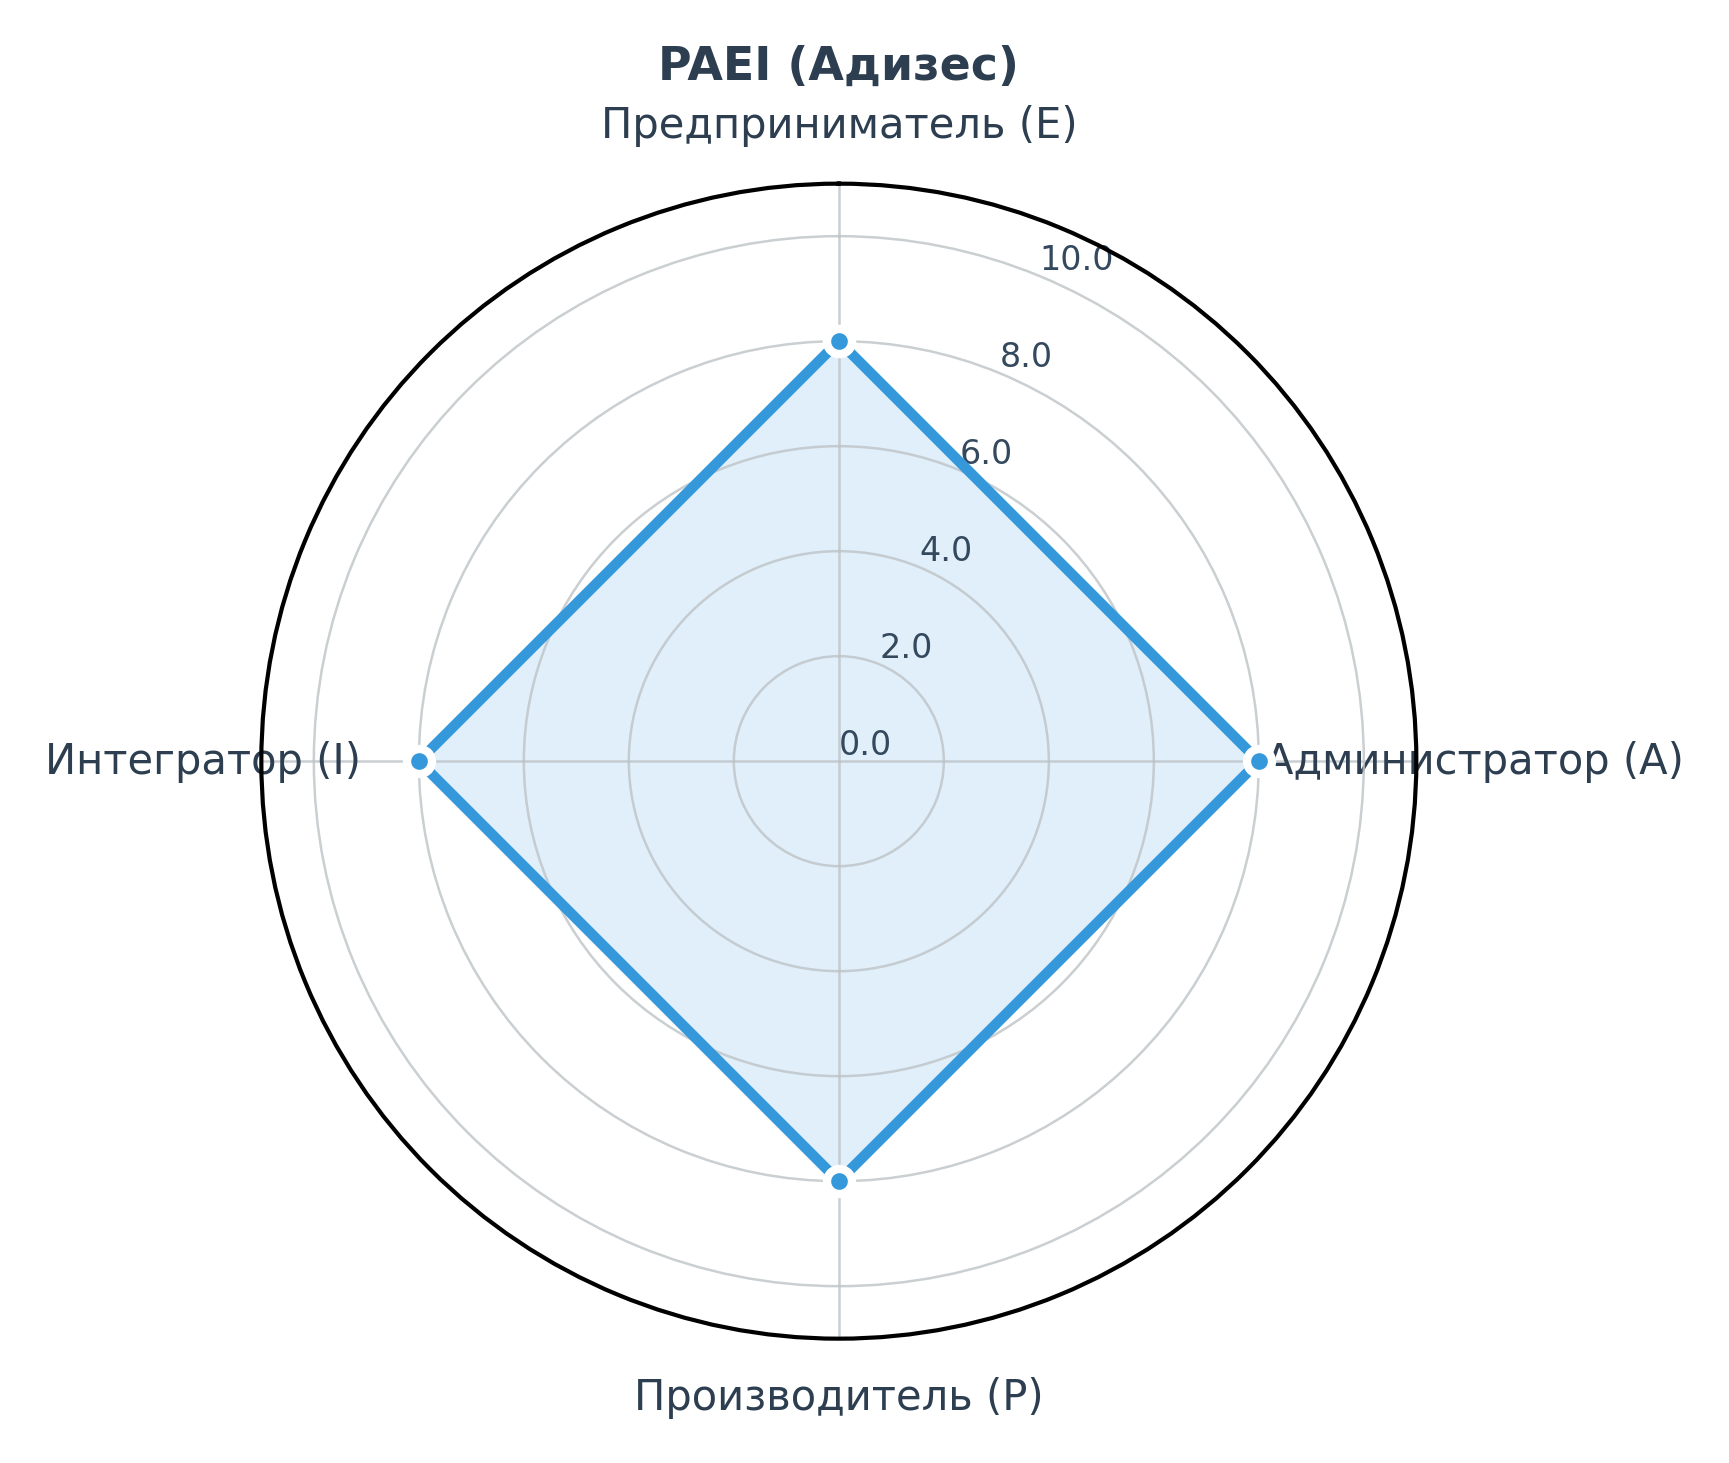 PAEI (Адизес)
Предприниматель (E)
10.0
8.0
6.0
4.0
2.0
0.0
Интегратор (I)
Администратор (A)
Производитель (P)